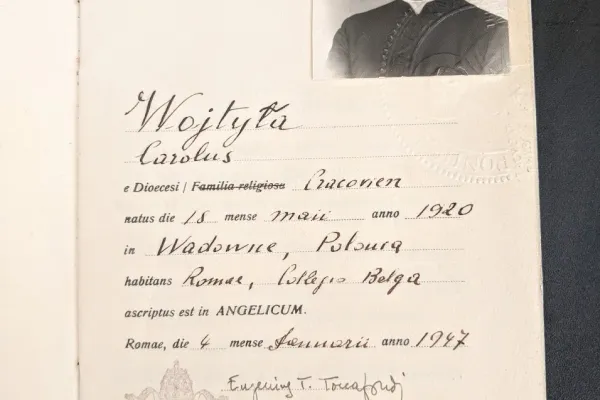 Wojtyła
Carolus
e Dioecesi / Familia religiosa Cracovien
natus die 18 mense maii anno 1920
in Wadowice, Polonia
habitans Romae, Collegio Belga
ascriptus est in ANGELICUM.
Romae, die 4 mense Januarii anno 1947
T.